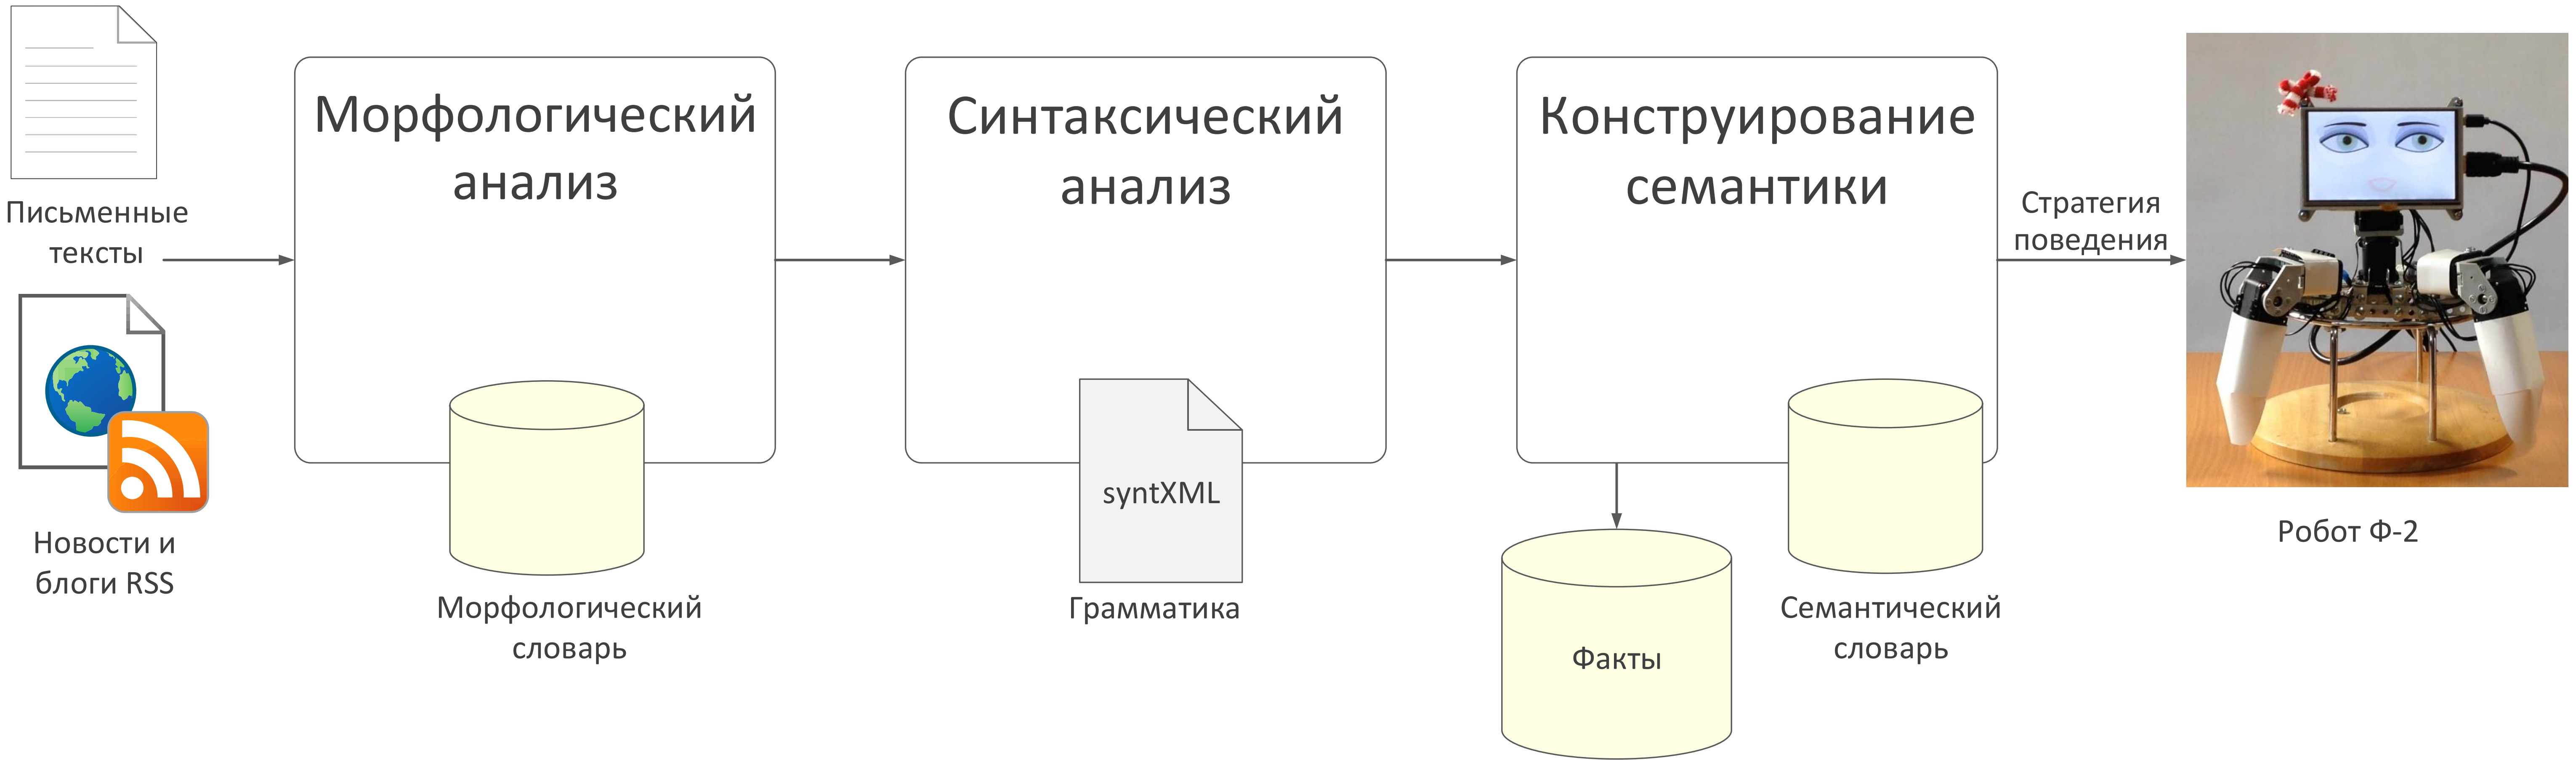 Письменные
тексты
Новости и
блоги RSS
Морфологический
анализ
Морфологический
словарь
Синтаксический
анализ
syntXML
Грамматика
Конструирование
семантики
Факты
Семантический
словарь
Стратегия
поведения
Робот Ф-2